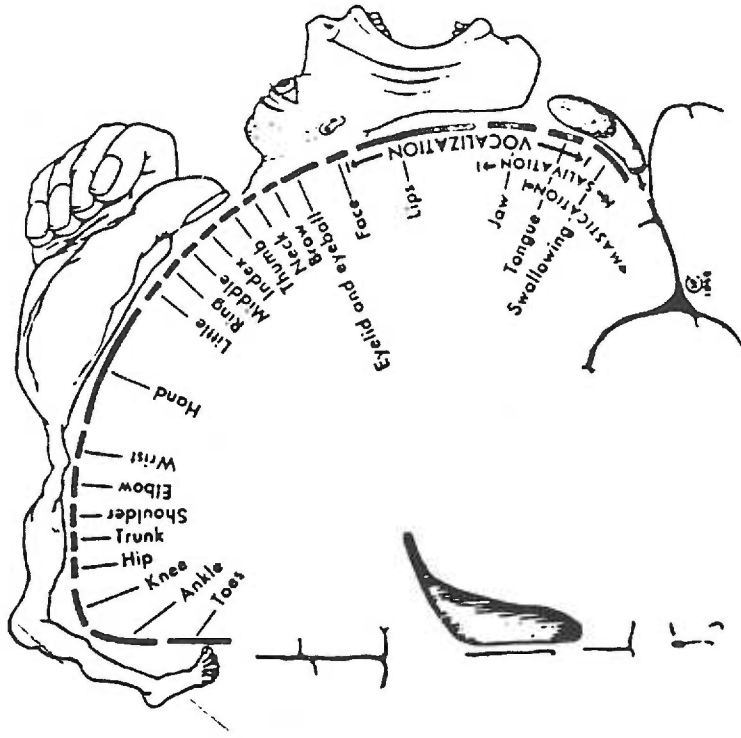 Toes
Ankle
Knee
Hip
Trunk
Shoulder
Elbow
Wrist
Hand
Little
Ring
Middle
Index
Thumb
Neck
Brow
Eyelid and eyeball
Face
Lips
VOCALIZATION
Jaw
Tongue
Swallowing
SALIVATION
MASTICATION